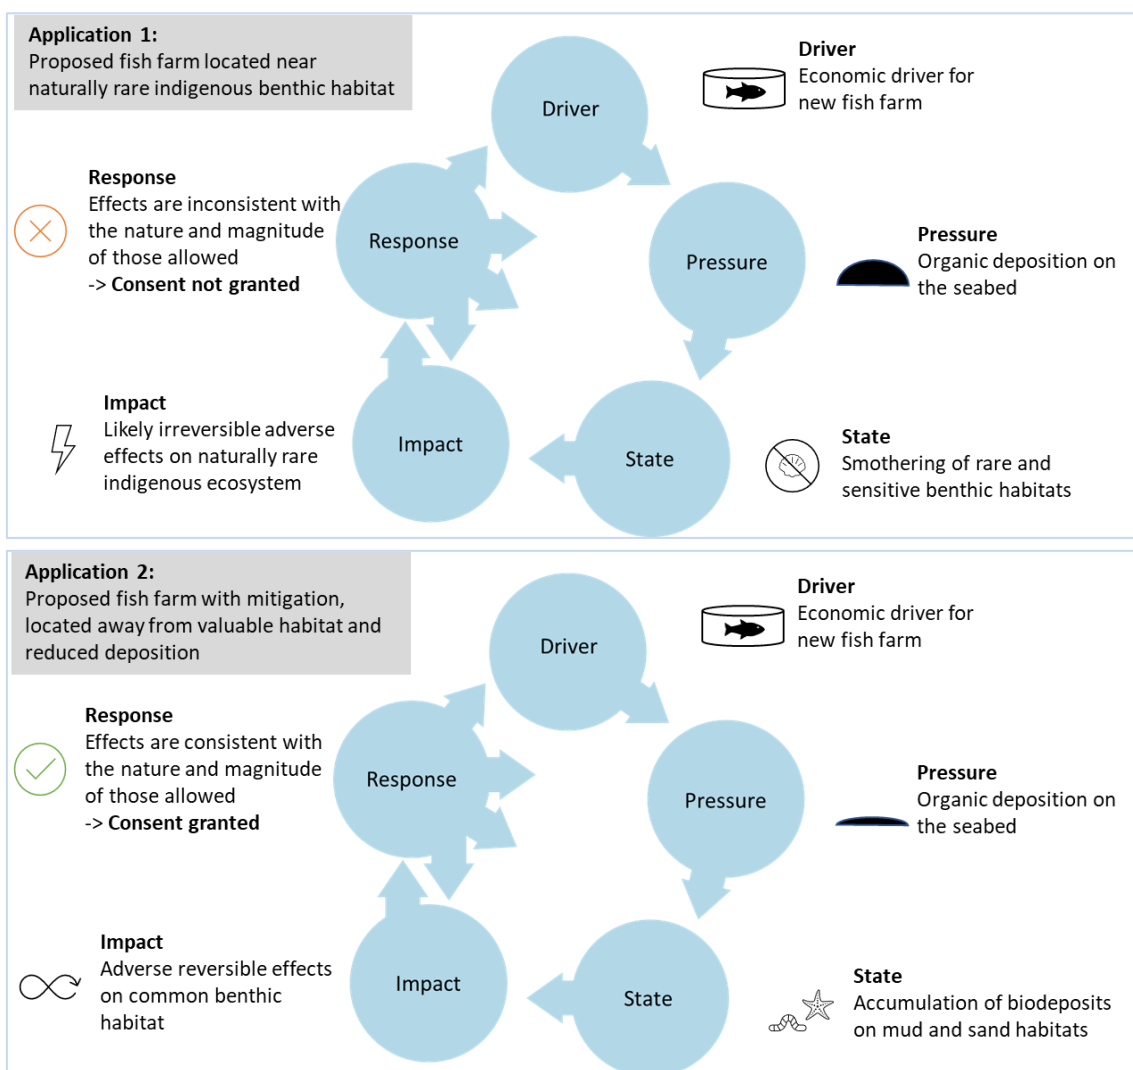 Application 1:
Proposed fish farm located near
naturally rare indigenous benthic habitat
Driver
Driver
Economic driver for
new fish farm
Response
Effects are inconsistent with
the nature and magnitude
of those allowed
-> Consent not granted
Response
Pressure
Pressure
Organic deposition on
the seabed
Impact
Likely irreversible adverse
effects on naturally rare
indigenous ecosystem
Impact
State
State
Smothering of rare and
sensitive benthic habitats
Application 2:
Proposed fish farm with mitigation,
located away from valuable habitat and
reduced deposition
Driver
Driver
Economic driver for
new fish farm
Response
Effects are consistent with
the nature and magnitude
of those allowed
-> Consent granted
Response
Pressure
Pressure
Organic deposition on
the seabed
Impact
Adverse reversible effects
on common benthic
habitat
Impact
State
State
Accumulation of biodeposits
on mud and sand habitats